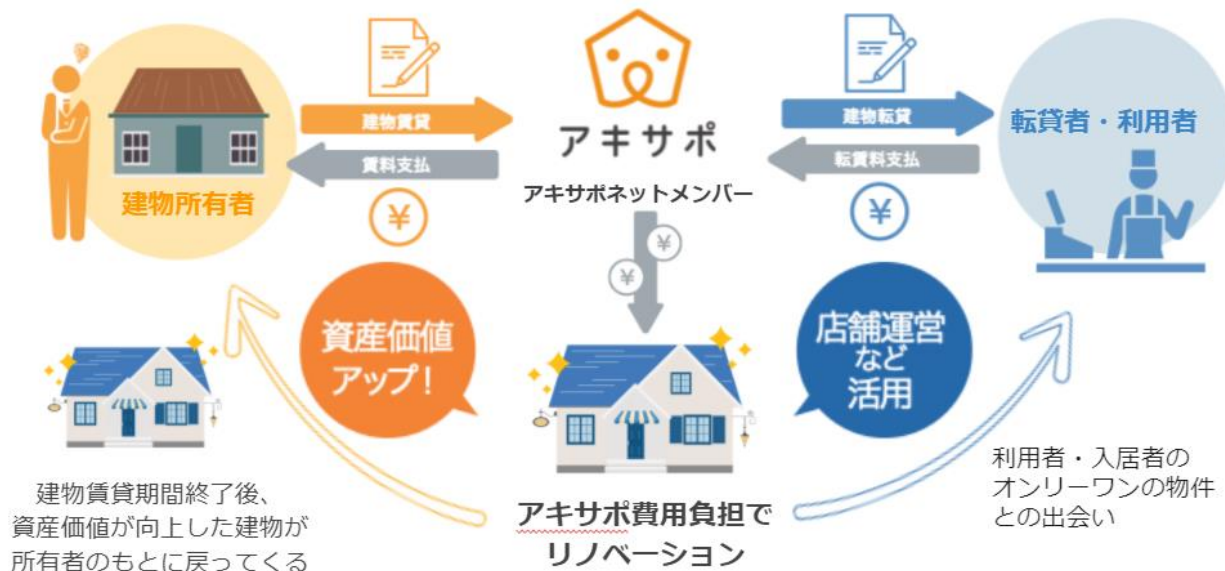 建物所有者
建物賃貸
賃料支払
¥
アキサポ
アキサポネットメンバー
¥
¥
建物転貸
転賃料支払
¥
転貸者・利用者
資産価値
アップ！
店舗運営
など
活用
建物賃貸期間終了後、
資産価値が向上した建物が
所有者のもとに戻ってくる
アキサポ費用負担で
リノベーション
利用者・入居者の
オンリーワンの物件
との出会い